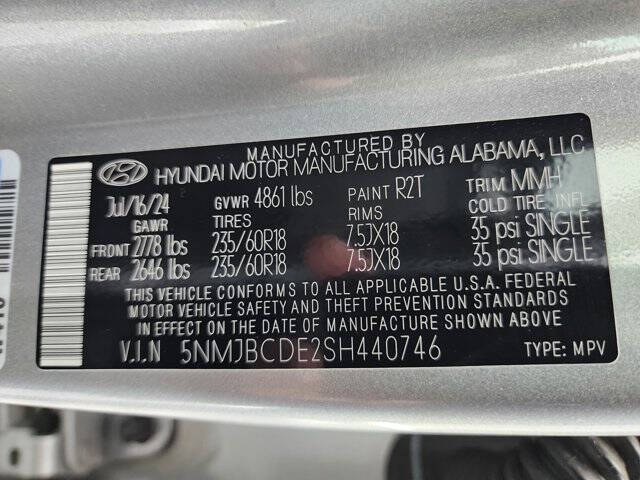 MANUFACTURED BY
HYUNDAI MOTOR MANUFACTURING ALABAMA, LLC
Jul/16/24 GVWR 4861 lbs PAINT R2T TRIM MMH
GAWR TIRES RIMS COLD TIRE INFL.
FRONT 2778 lbs 235/60R18 7.5JX18 35 psi SINGLE
REAR 2646 lbs 235/60R18 7.5JX18 35 psi SINGLE
THIS VEHICLE CONFORMS TO ALL APPLICABLE U.S.A. FEDERAL
MOTOR VEHICLE SAFETY AND THEFT PREVENTION STANDARDS
IN EFFECT ON THE DATE OF MANUFACTURE SHOWN ABOVE.
V.I.N 5NMJBCDE2SH440746 TYPE: MPV